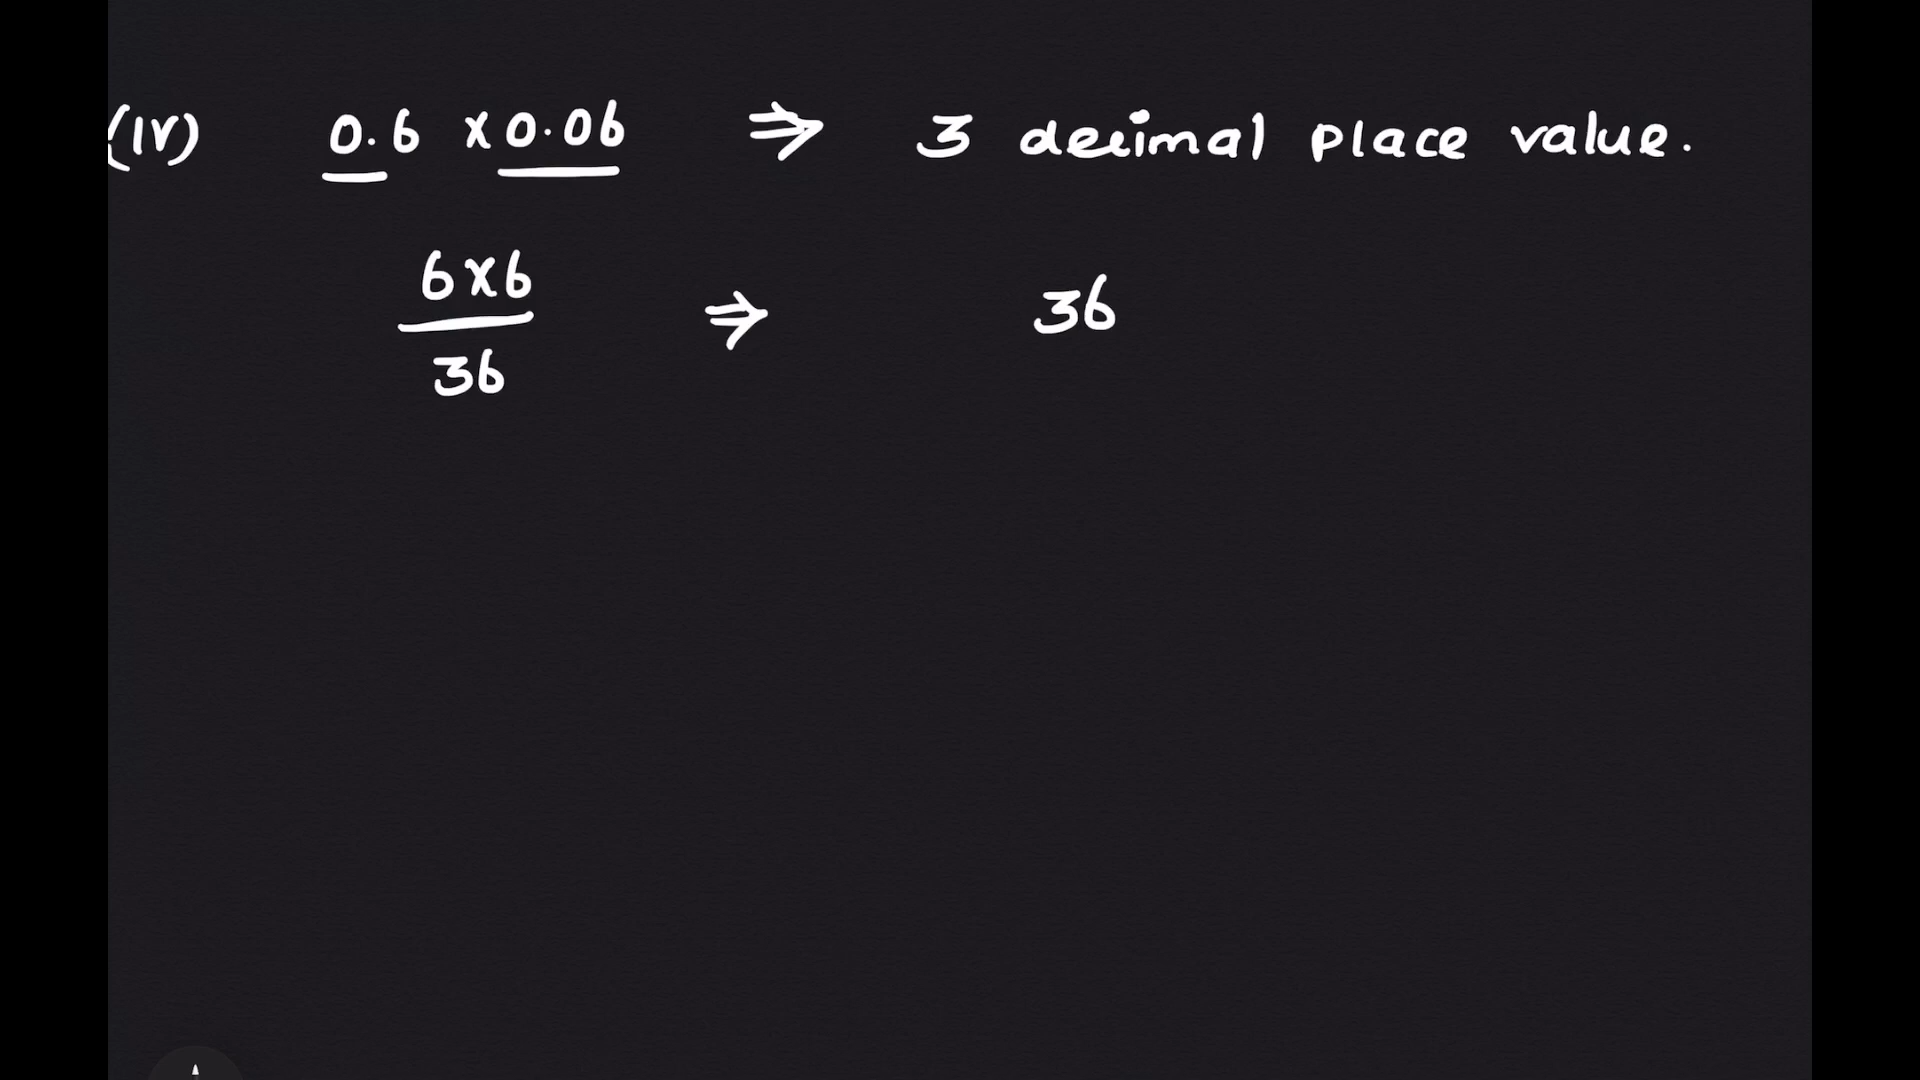 (IV) 0.6 x 0.06 ⇒ 3 decimal place value.
6x6 ⇒ 36
36